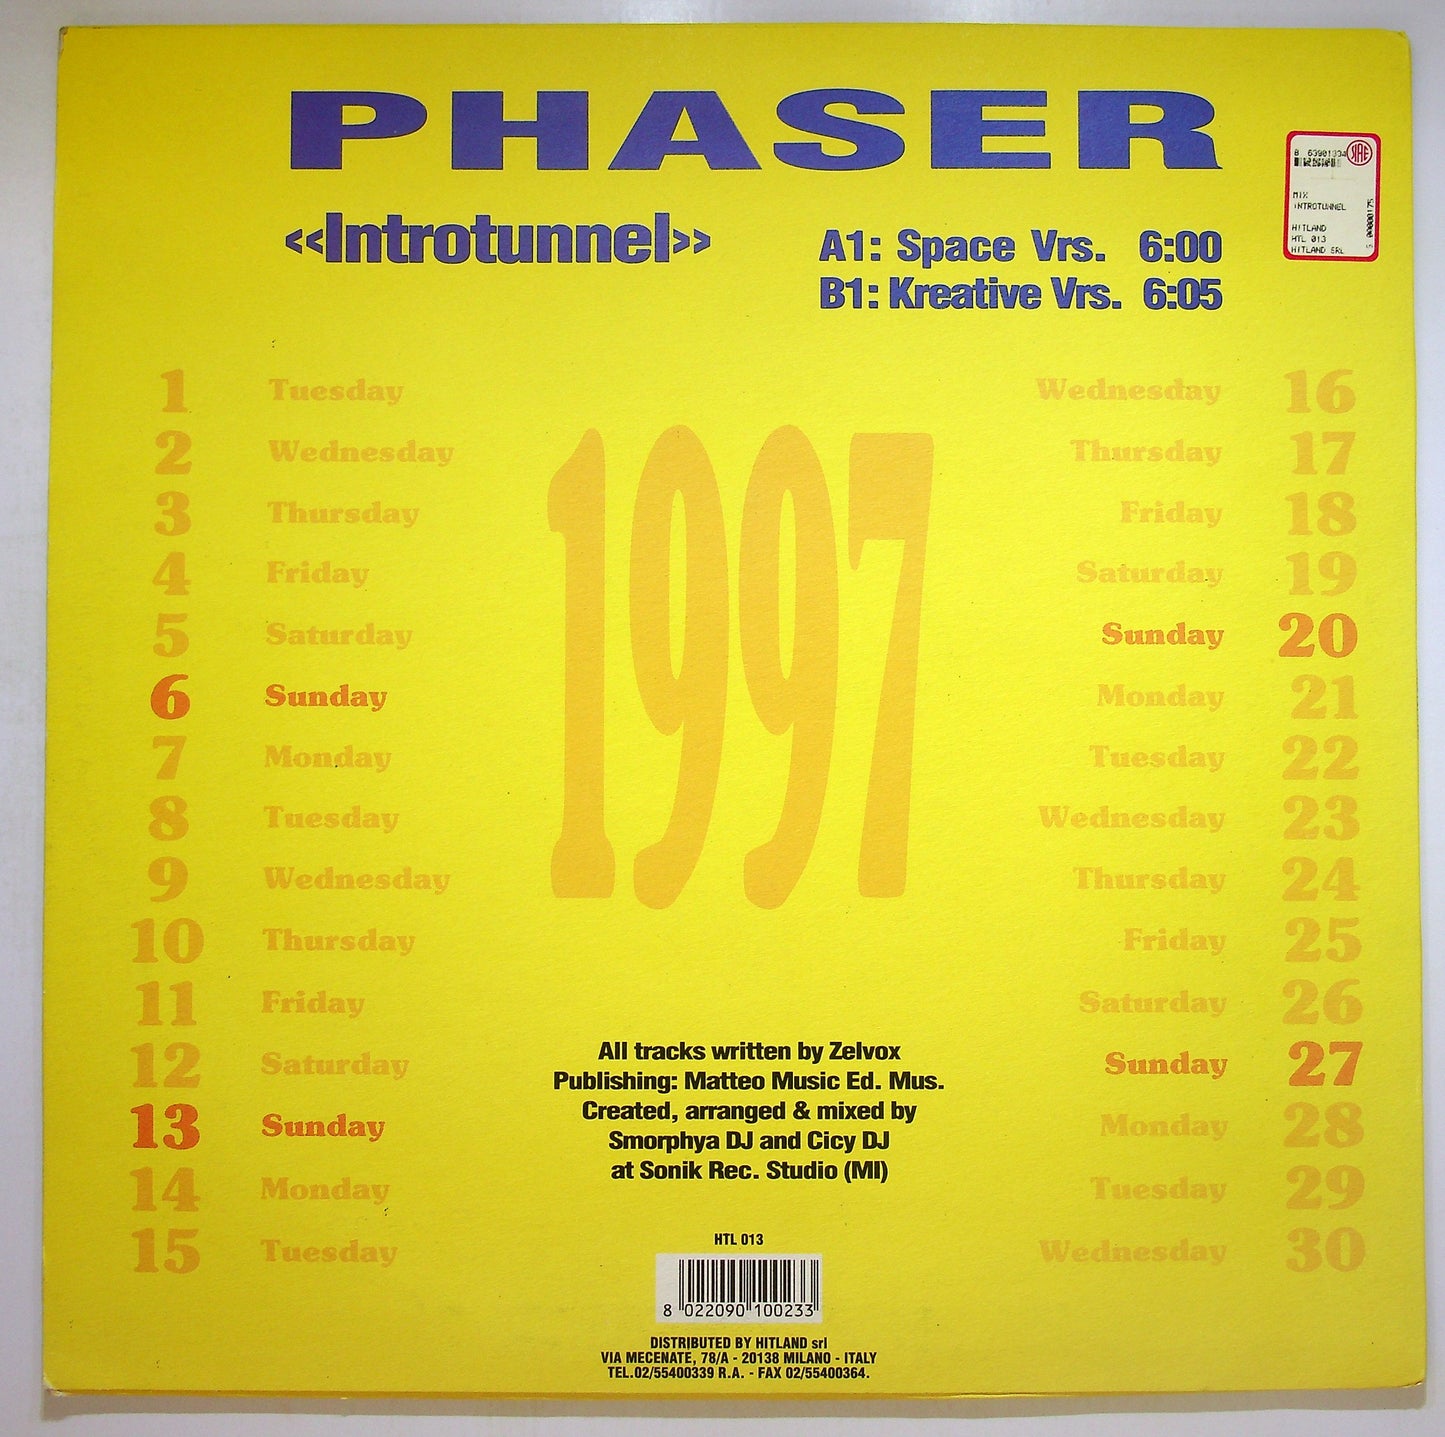 PHASER
«Introtunnel»
A1: Space Vrs. 6:00
B1: Kreative Vrs. 6:05
MIX
INTROTUNNEL
HITLAND
HTL 013
HITLAND SRL
1 Tuesday
2 Wednesday
3 Thursday
4 Friday
5 Saturday
6 Sunday
7 Monday
8 Tuesday
9 Wednesday
10 Thursday
11 Friday
12 Saturday
13 Sunday
14 Monday
15 Tuesday
1997
Wednesday 16
Thursday 17
Friday 18
Saturday 19
Sunday 20
Monday 21
Tuesday 22
Wednesday 23
Thursday 24
Friday 25
Saturday 26
Sunday 27
Monday 28
Tuesday 29
Wednesday 30
All tracks written by Zelvox
Publishing: Matteo Music Ed. Mus.
Created, arranged & mixed by
Smorphya DJ and Cicy DJ
at Sonik Rec. Studio (MI)
HTL 013
8 022090 100233
DISTRIBUTED BY HITLAND srl
VIA MECENATE, 78/A - 20138 MILANO - ITALY
TEL.02/55400339 R.A. - FAX 02/55400364.